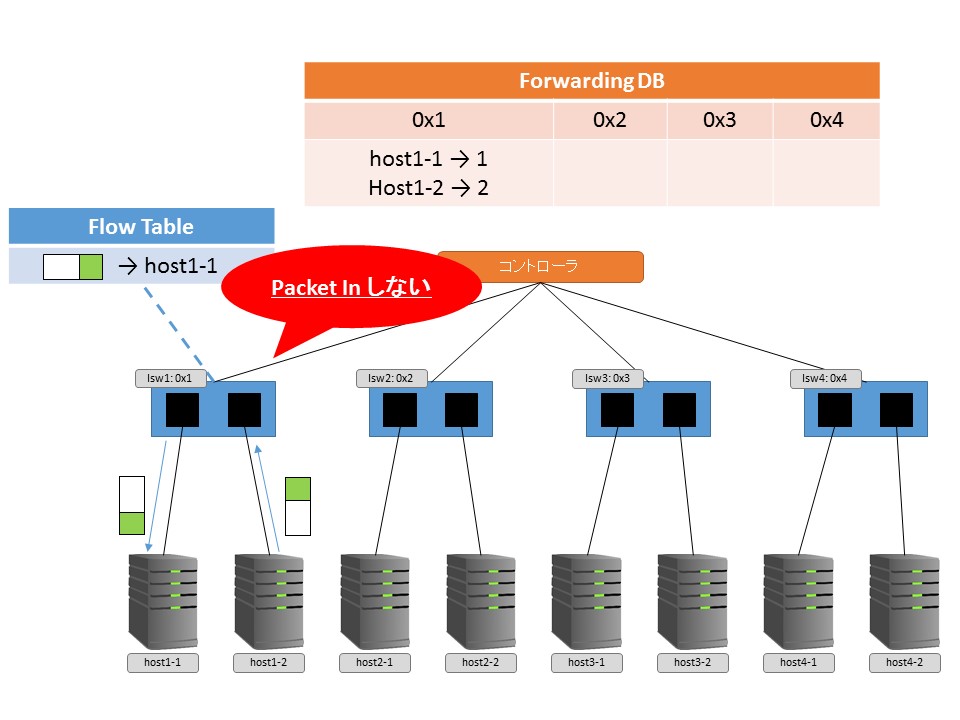 Forwarding DB
0x1 0x2 0x3 0x4
host1-1 → 1
Host1-2 → 2
Flow Table
→ host1-1
コントローラ
Packet In しない
lsw1: 0x1
lsw2: 0x2
lsw3: 0x3
lsw4: 0x4
host1-1
host1-2
host2-1
host2-2
host3-1
host3-2
host4-1
host4-2